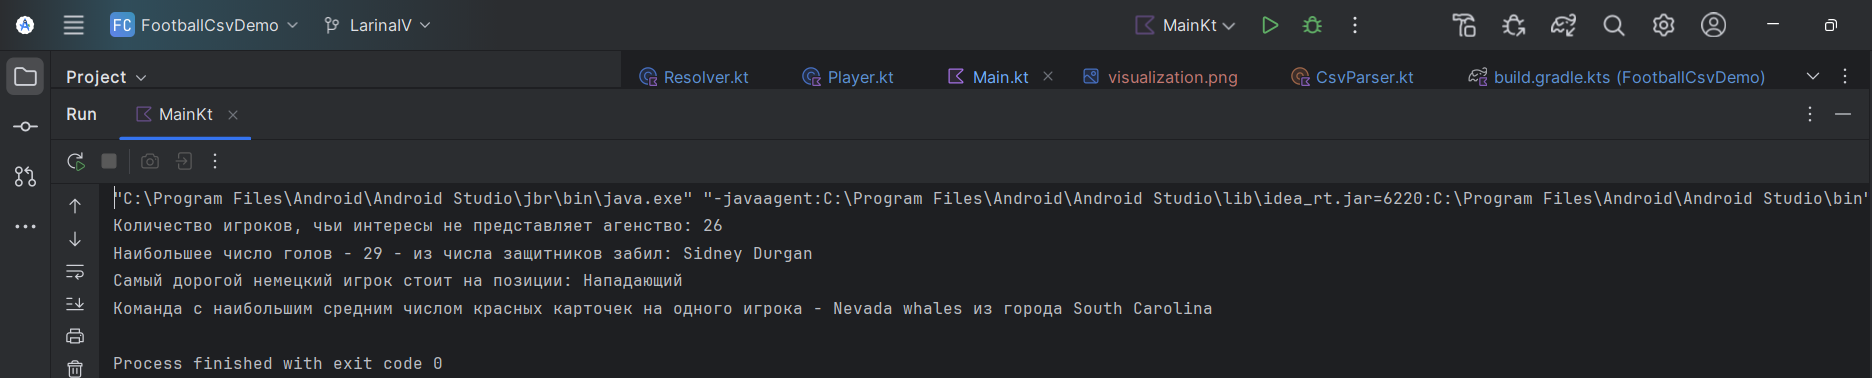 FC FootballCsvDemo LarinaIV MainKt
Project Resolver.kt Player.kt Main.kt visualization.png CsvParser.kt build.gradle.kts (FootballCsvDemo)
Run MainKt
"C:\Program Files\Android\Android Studio\jbr\bin\java.exe" "-javaagent:C:\Program Files\Android\Android Studio\lib\idea_rt.jar=6220:C:\Program Files\Android\Android Studio\bin"
Количество игроков, чьи интересы не представляет агенство: 26
Наибольшее число голов - 29 - из числа защитников забил: Sidney Durgan
Самый дорогой немецкий игрок стоит на позиции: Нападающий
Команда с наибольшим средним числом красных карточек на одного игрока - Nevada whales из города South Carolina
Process finished with exit code 0